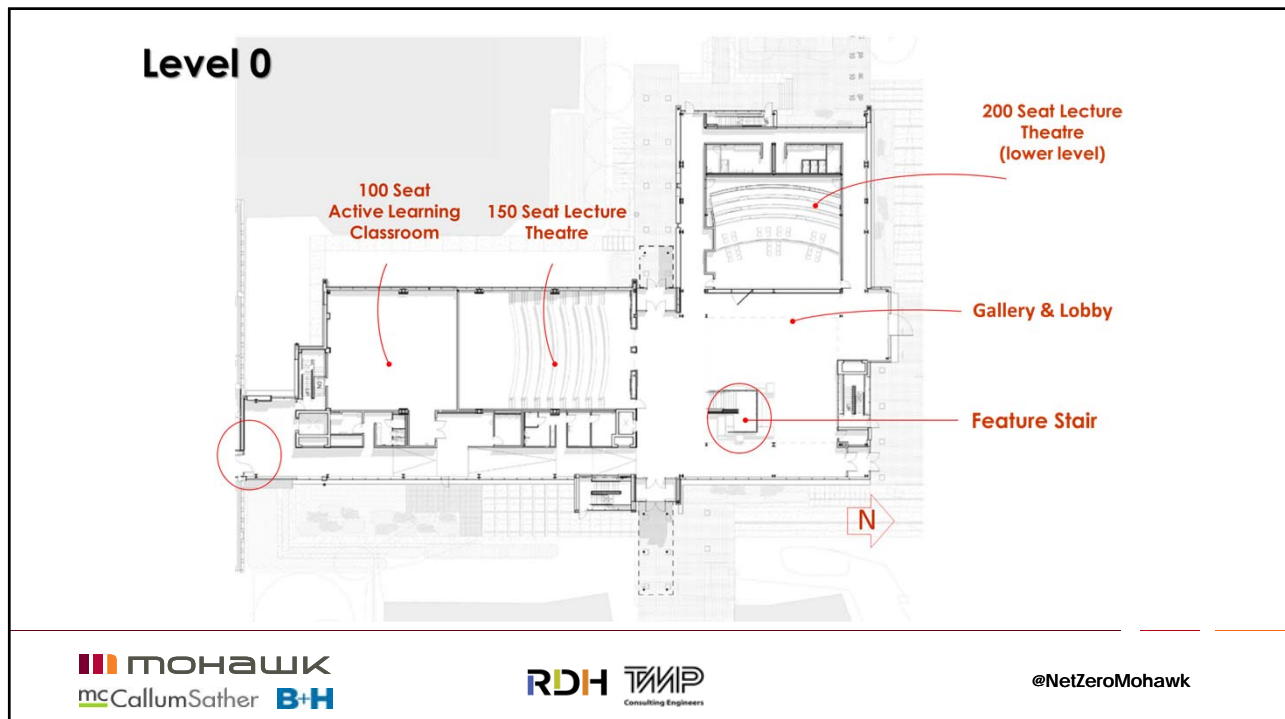 Level 0
200 Seat Lecture
Theatre
(lower level)
100 Seat
Active Learning
Classroom
150 Seat Lecture
Theatre
Gallery & Lobby
Feature Stair
N
mohawk
mcCallumSather
B+H
RDH
TMP
Consulting Engineers
@NetZeroMohawk